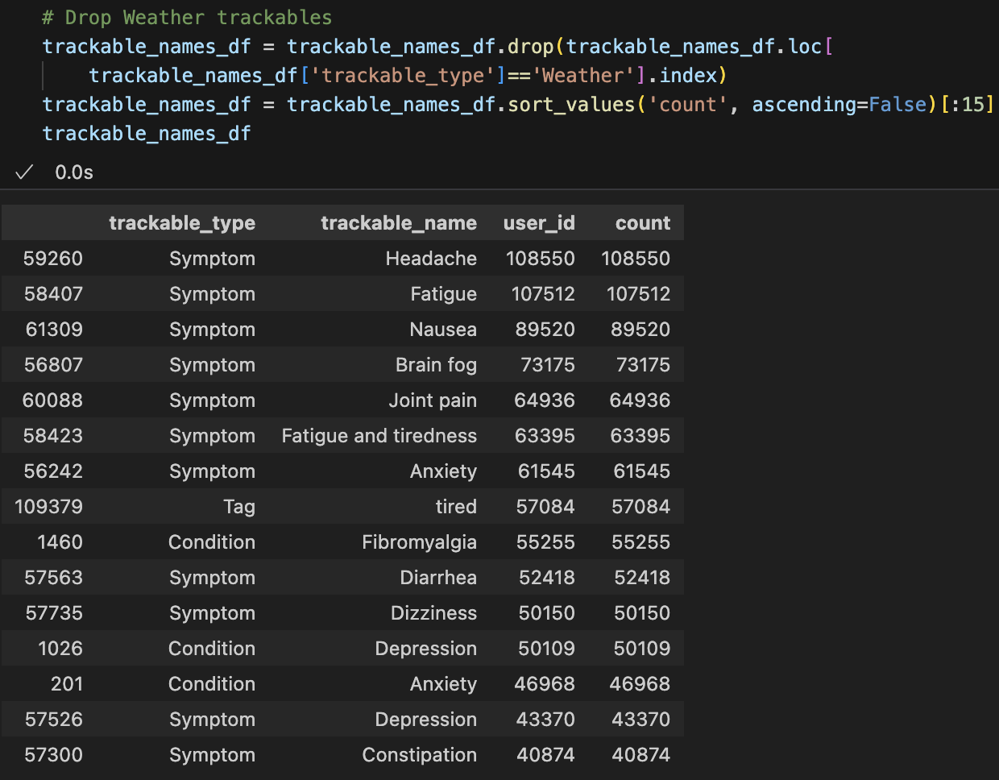 # Drop Weather trackables
trackable_names_df = trackable_names_df.drop(trackable_names_df.loc[
    trackable_names_df['trackable_type']=='Weather'].index)
trackable_names_df = trackable_names_df.sort_values('count', ascending=False)[:15]
trackable_names_df
✓ 0.0s
trackable_type trackable_name user_id count
59260 Symptom Headache 108550 108550
58407 Symptom Fatigue 107512 107512
61309 Symptom Nausea 89520 89520
56807 Symptom Brain fog 73175 73175
60088 Symptom Joint pain 64936 64936
58423 Symptom Fatigue and tiredness 63395 63395
56242 Symptom Anxiety 61545 61545
109379 Tag tired 57084 57084
1460 Condition Fibromyalgia 55255 55255
57563 Symptom Diarrhea 52418 52418
57735 Symptom Dizziness 50150 50150
1026 Condition Depression 50109 50109
201 Condition Anxiety 46968 46968
57526 Symptom Depression 43370 43370
57300 Symptom Constipation 40874 40874